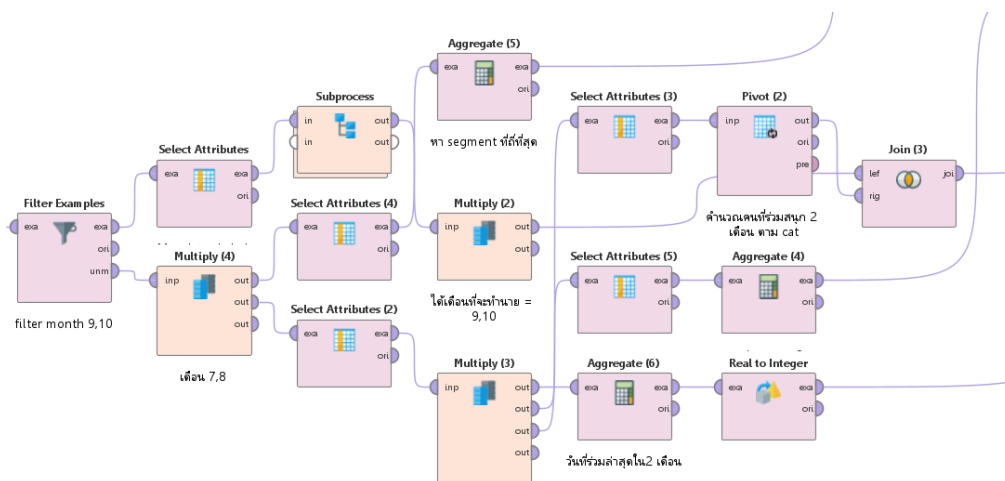 Aggregate (5)
exa
exa
ori
หา segment ที่ถี่ที่สุด
Subprocess
in
out
in
out
Select Attributes (3)
exa
exa
ori
Pivot (2)
inp
out
ori
pre
คำนวณคนที่ร่วมสนุก 2
เดือน ตาม cat
Join (3)
lef
joi
rig
Select Attributes
exa
exa
ori
Filter Examples
exa
exa
ori
unm
filter month 9,10
Select Attributes (4)
exa
exa
ori
Multiply (2)
inp
out
out
ได้เดือนที่จะทำนาย =
9,10
Multiply (4)
inp
out
out
out
เดือน 7,8
Select Attributes (5)
exa
exa
ori
Aggregate (4)
exa
exa
ori
Select Attributes (2)
exa
exa
ori
Multiply (3)
inp
out
out
out
out
Aggregate (6)
exa
exa
ori
วันที่ร่วมล่าสุดใน2 เดือน
Real to Integer
exa
exa
ori